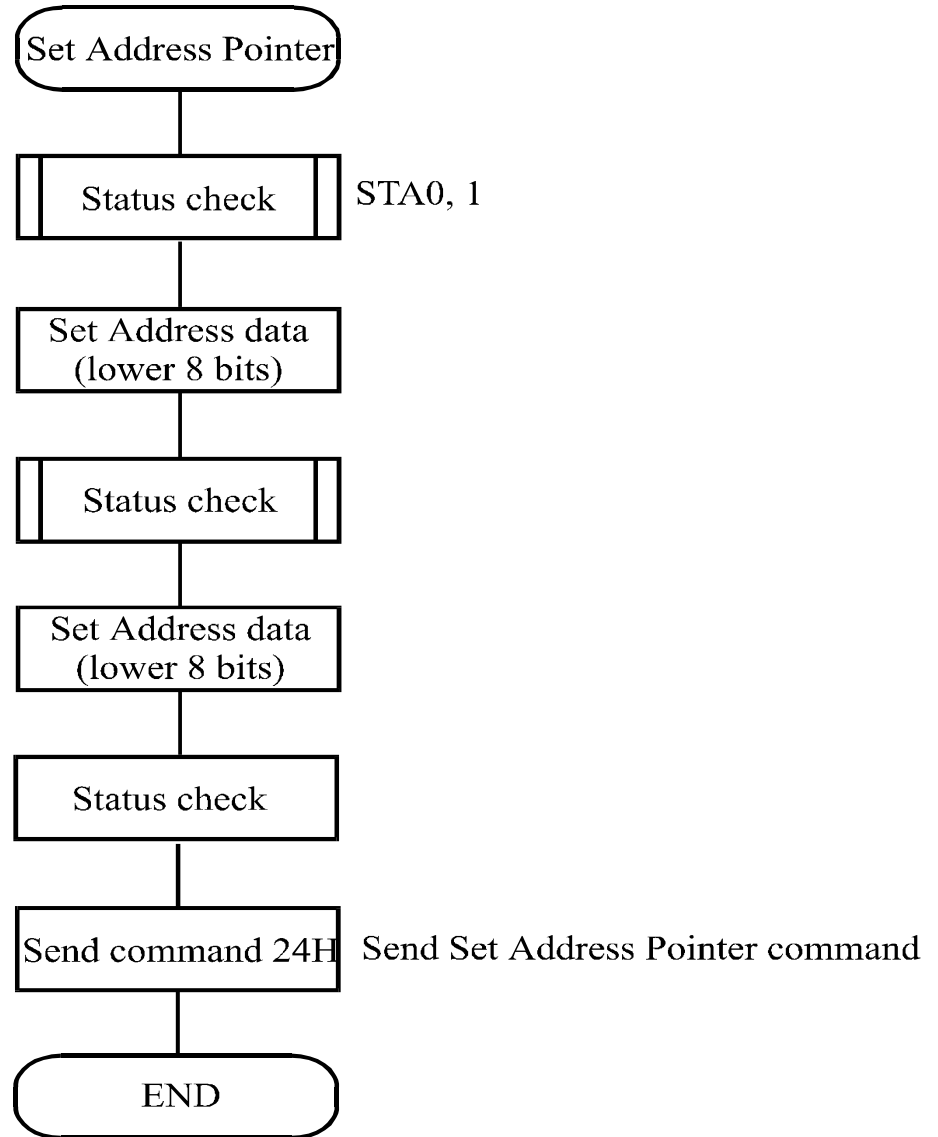 Set Address Pointer
Status check
STA0, 1
Set Address data
(lower 8 bits)
Status check
Set Address data
(lower 8 bits)
Status check
Send command 24H
Send Set Address Pointer command
END